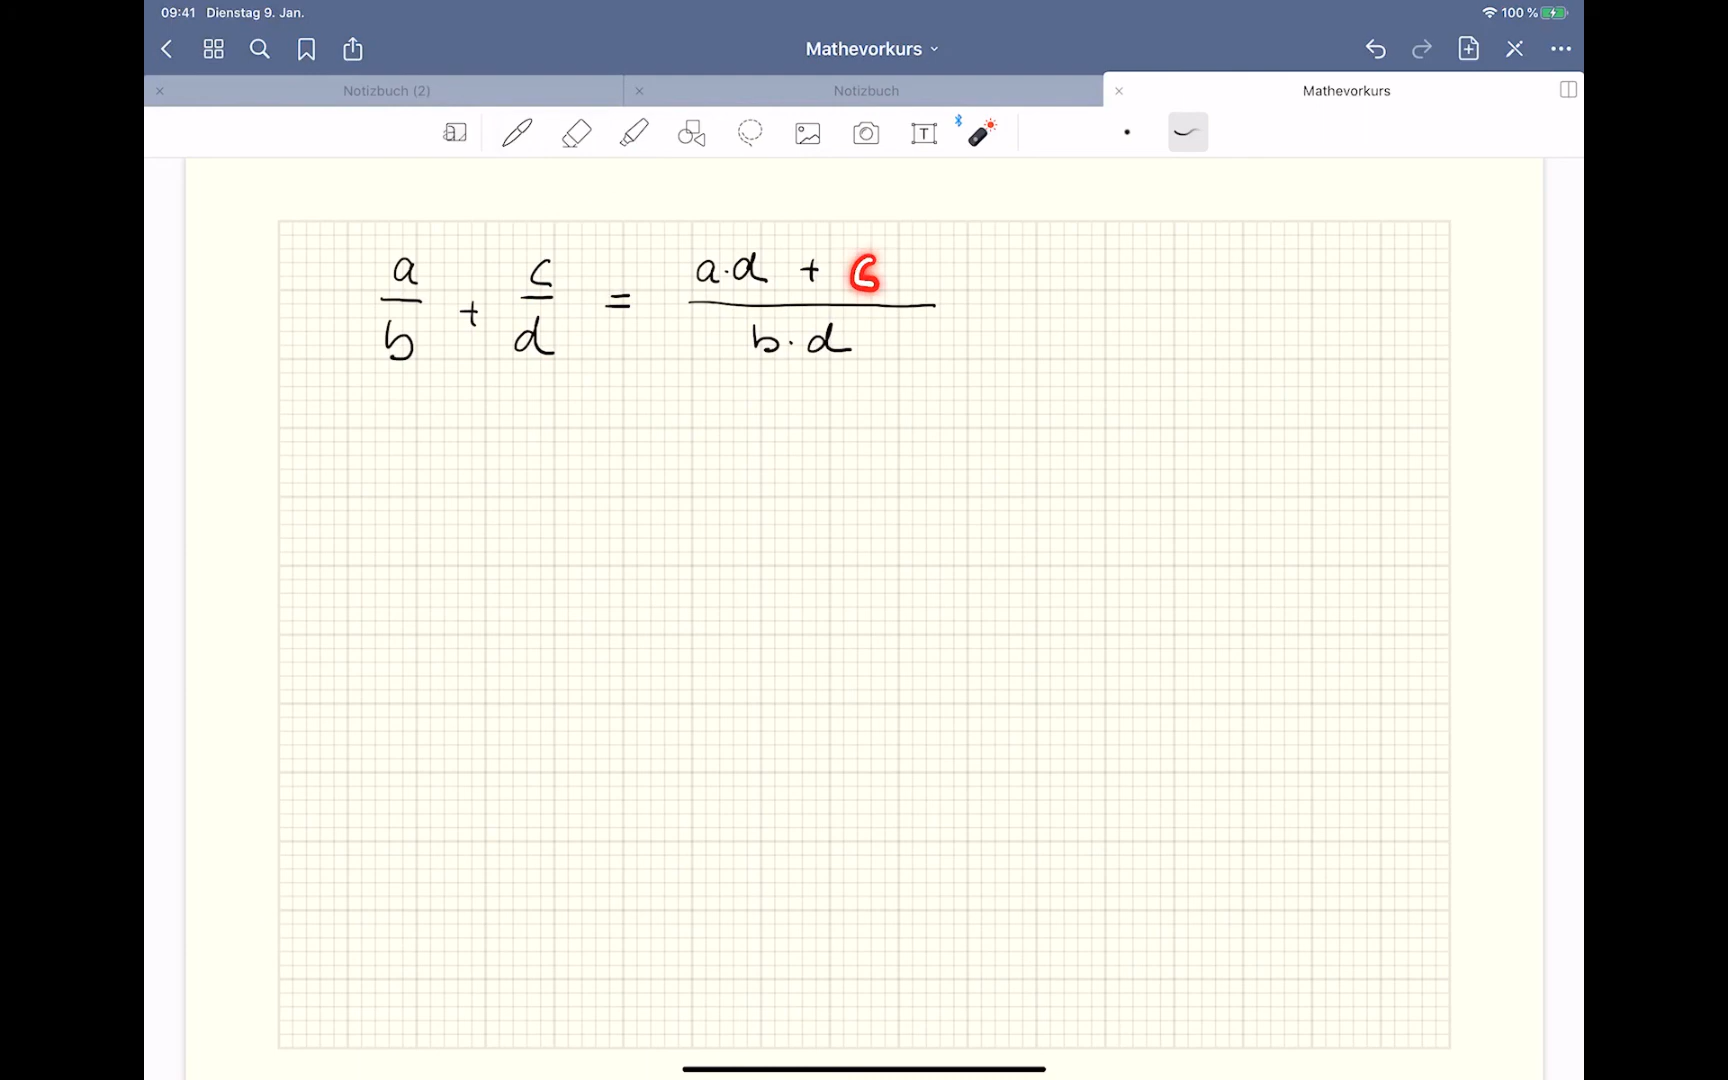 09:41 Dienstag 9. Jan.
100 %
Mathevorkurs
Notizbuch (2)
Notizbuch
Mathevorkurs
a/b + c/d = (a·d + c)/(b·d)